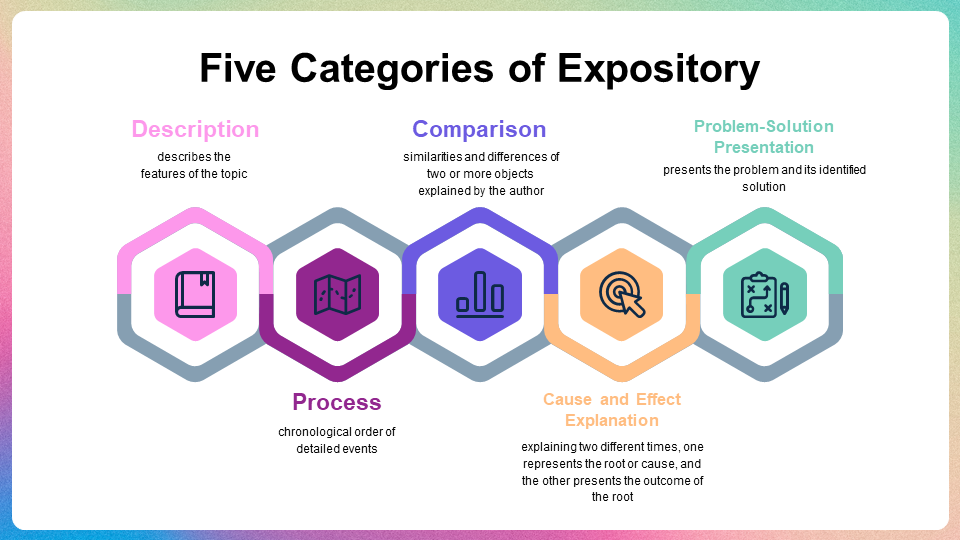 Five Categories of Expository
Description
describes the
features of the topic
Comparison
similarities and differences of
two or more objects
explained by the author
Problem-Solution
Presentation
presents the problem and its identified
solution
Process
chronological order of
detailed events
Cause and Effect
Explanation
explaining two different times, one
represents the root or cause, and
the other presents the outcome of
the root